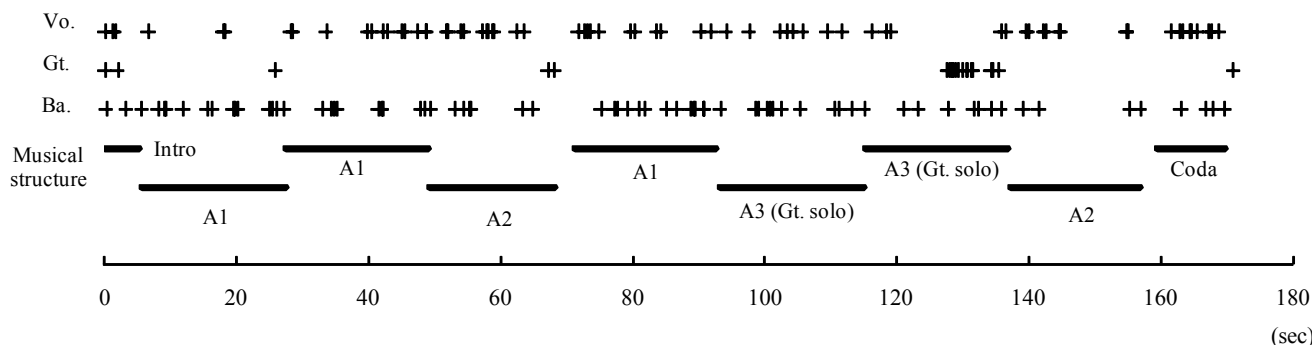 Vo.
Gt.
Ba.
Musical structure
Intro
A1
A1
A2
A1
A3 (Gt. solo)
A3 (Gt. solo)
A2
Coda
0 20 40 60 80 100 120 140 160 180
(sec)